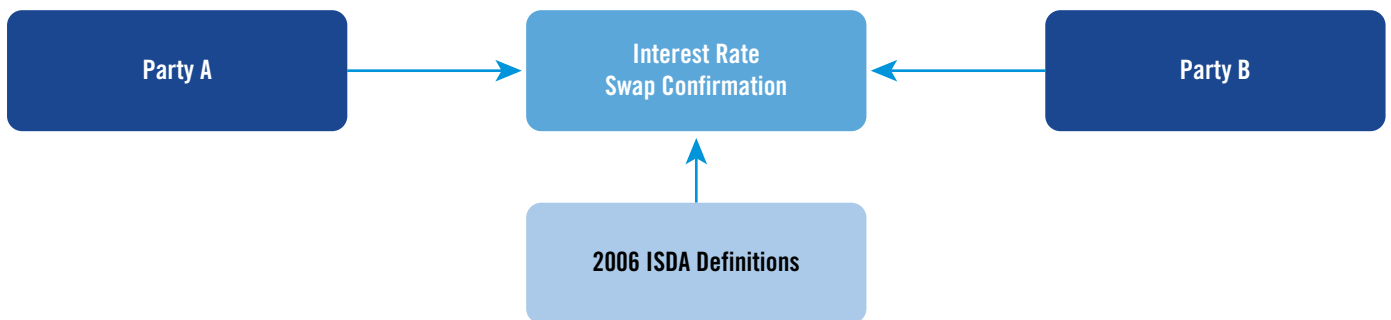 Party A
Interest Rate
Swap Confirmation
Party B
2006 ISDA Definitions